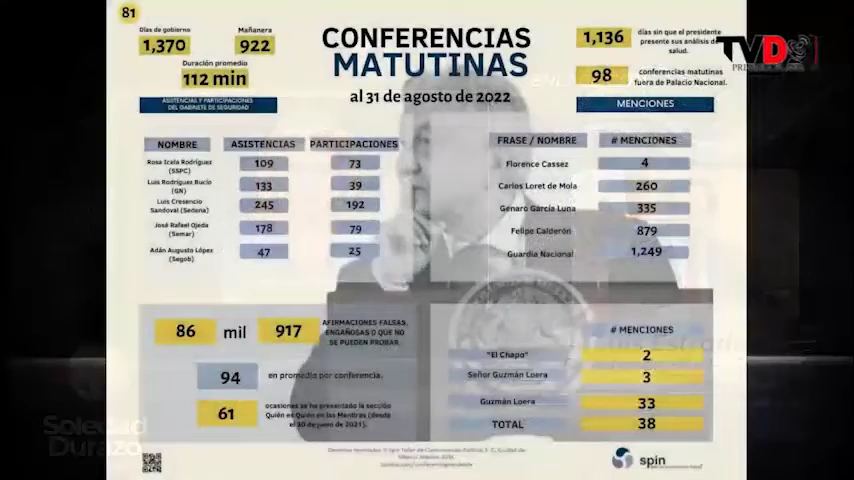 81
Días de gobierno
1,370
Mañanera
922
Duración promedio
112 min
CONFERENCIAS
MATUTINAS
al 31 de agosto de 2022
1,136
días sin que el presidente
presente sus análisis de
salud.
98
conferencias matutinas
fuera de Palacio Nacional.
TVD
ASISTENCIAS Y PARTICIPACIONES
DEL GABINETE DE SEGURIDAD
MENCIONES
NOMBRE ASISTENCIAS PARTICIPACIONES
Rosa Icela Rodríguez
(SSPC)
109 73
Luis Rodríguez Bucio
(GN)
133 39
Luis Cresencio
Sandoval (Sedena)
245 192
José Rafael Ojeda
(Semar)
178 79
Adán Augusto López
(Segob)
47 25
FRASE / NOMBRE # MENCIONES
Florence Cassez 4
Carlos Loret de Mola 260
Genaro García Luna 335
Felipe Calderón 879
Guardia Nacional 1,249
86 mil 917
AFIRMACIONES FALSAS,
ENGAÑOSAS O QUE NO
SE PUEDEN PROBAR.
94 en promedio por conferencia.
61
ocasiones se ha presentado la sección
Quién es Quién en las Mentiras (desde
el 30 de junio de 2021).
# MENCIONES
"El Chapo" 2
Señor Guzmán Loera 3
Guzmán Loera 33
TOTAL 38
Soledad
Durazo
spin